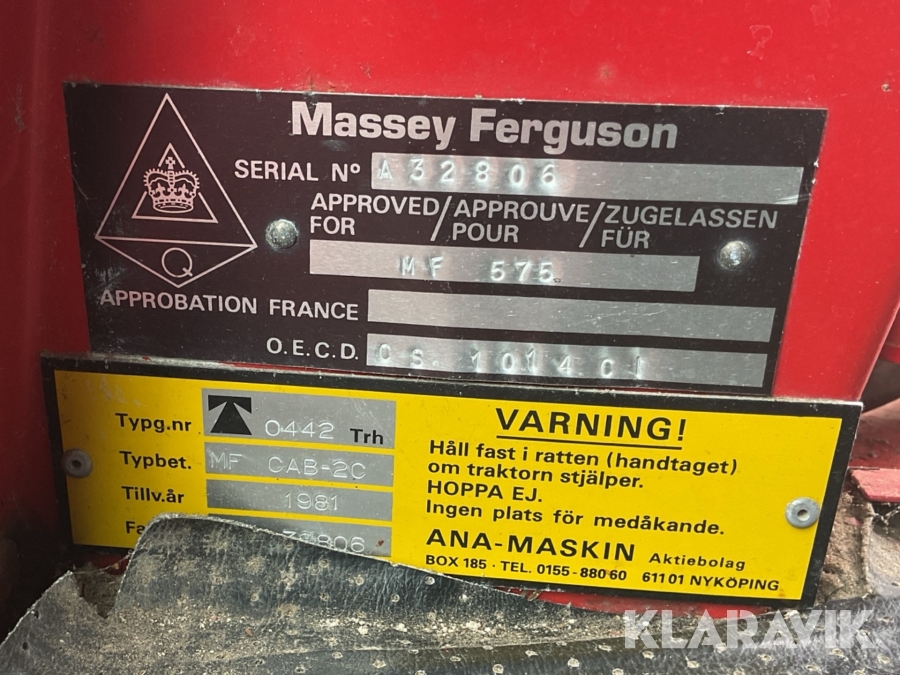 Massey Ferguson
SERIAL Nº A32806
APPROVED/APPROUVE/ZUGELASSEN
FOR POUR FÜR
MF 575
Q
APPROBATION FRANCE
O.E.C.D. OS. 1014.CI
Typg.nr 0442 Trh
Typbet. MF CAB-2C
Tillv.år 1981
VARNING!
Håll fast i ratten (handtaget)
om traktorn stjälper.
HOPPA EJ.
Ingen plats för medåkande.
ANA-MASKIN Aktiebolag
BOX 185 · TEL. 0155-880 60 611 01 NYKÖPING
KLARAVIK